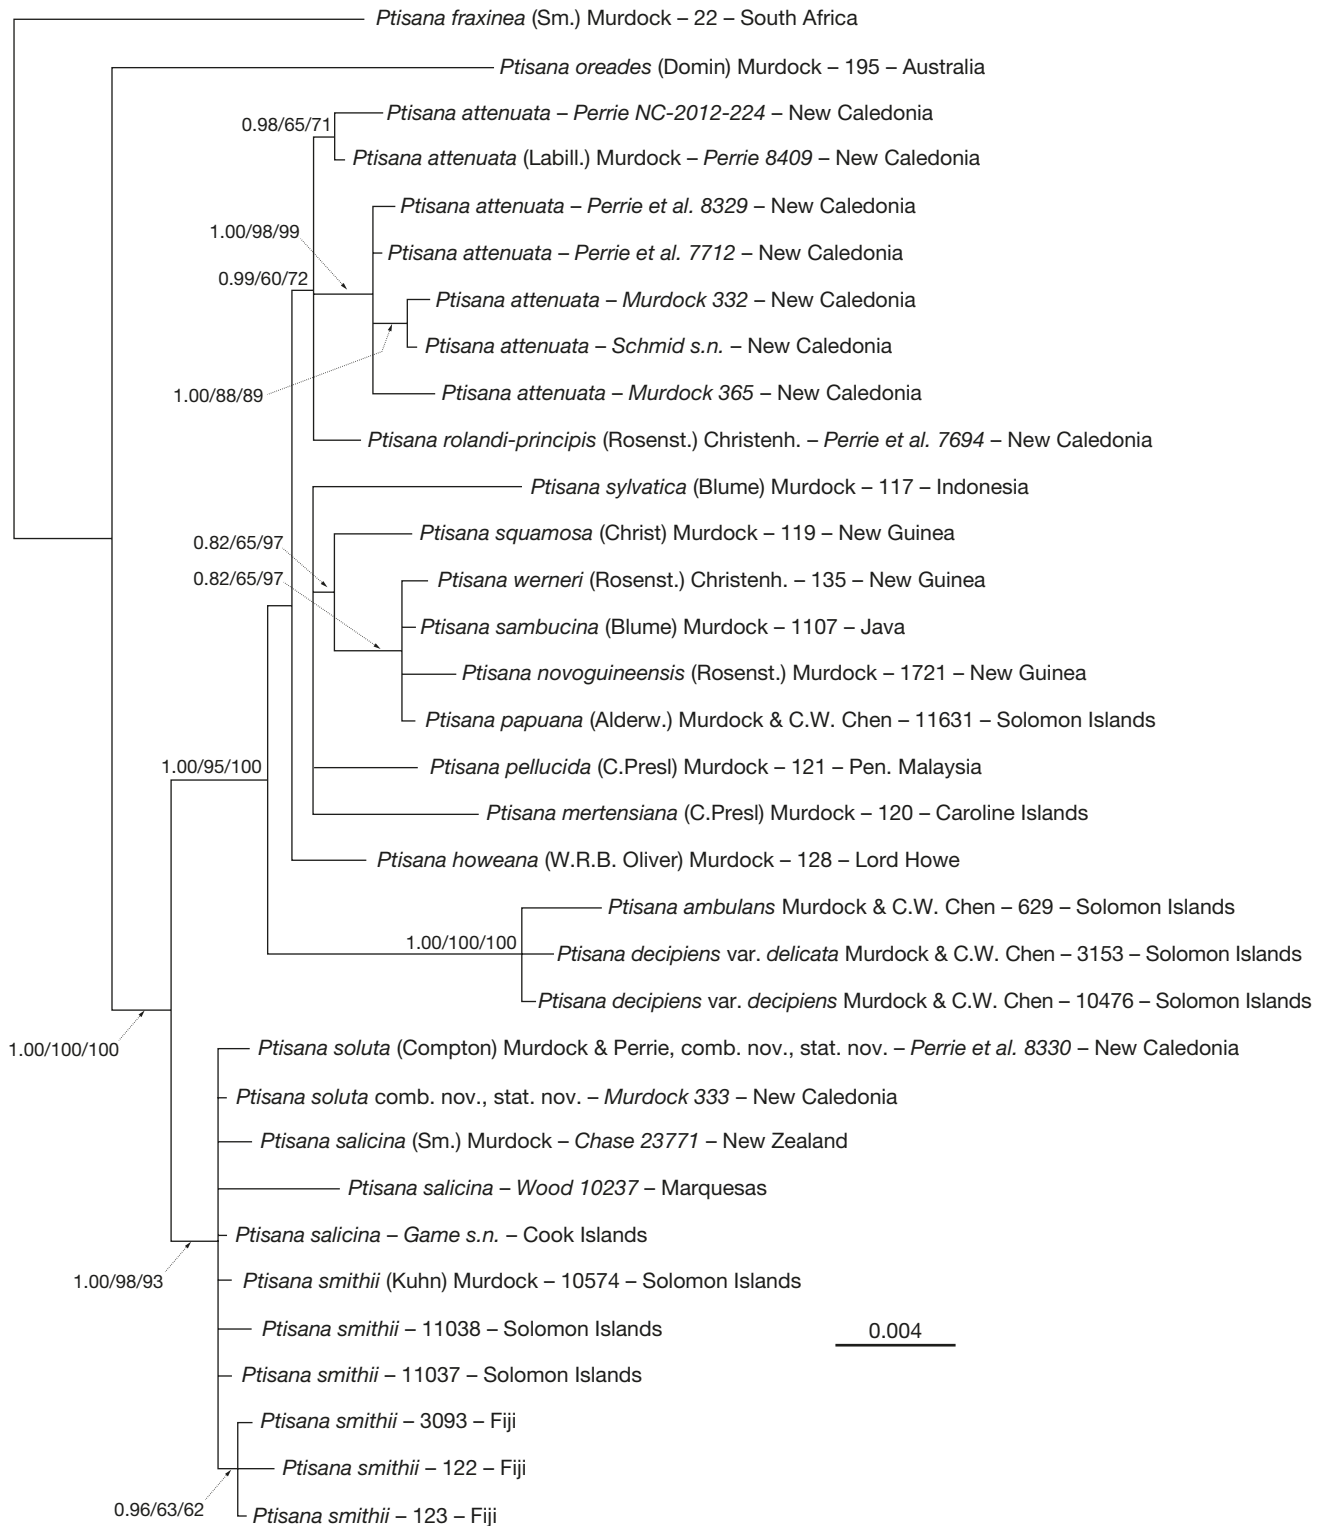 Ptisana fraxinea (Sm.) Murdock – 22 – South Africa
Ptisana oreades (Domin) Murdock – 195 – Australia
Ptisana attenuata – Perrie NC-2012-224 – New Caledonia
0.98/65/71
Ptisana attenuata (Labill.) Murdock – Perrie 8409 – New Caledonia
Ptisana attenuata – Perrie et al. 8329 – New Caledonia
1.00/98/99
Ptisana attenuata – Perrie et al. 7712 – New Caledonia
0.99/60/72
Ptisana attenuata – Murdock 332 – New Caledonia
Ptisana attenuata – Schmid s.n. – New Caledonia
1.00/88/89
Ptisana attenuata – Murdock 365 – New Caledonia
Ptisana rolandi-principis (Rosenst.) Christenh. – Perrie et al. 7694 – New Caledonia
Ptisana sylvatica (Blume) Murdock – 117 – Indonesia
Ptisana squamosa (Christ) Murdock – 119 – New Guinea
0.82/65/97
0.82/65/97
Ptisana werneri (Rosenst.) Christenh. – 135 – New Guinea
Ptisana sambucina (Blume) Murdock – 1107 – Java
Ptisana novoguineensis (Rosenst.) Murdock – 1721 – New Guinea
Ptisana papuana (Alderw.) Murdock & C.W. Chen – 11631 – Solomon Islands
1.00/95/100
Ptisana pellucida (C.Presl) Murdock – 121 – Pen. Malaysia
Ptisana mertensiana (C.Presl) Murdock – 120 – Caroline Islands
Ptisana howeana (W.R.B. Oliver) Murdock – 128 – Lord Howe
Ptisana ambulans Murdock & C.W. Chen – 629 – Solomon Islands
1.00/100/100
Ptisana decipiens var. delicata Murdock & C.W. Chen – 3153 – Solomon Islands
Ptisana decipiens var. decipiens Murdock & C.W. Chen – 10476 – Solomon Islands
1.00/100/100
Ptisana soluta (Compton) Murdock & Perrie, comb. nov., stat. nov. – Perrie et al. 8330 – New Caledonia
Ptisana soluta comb. nov., stat. nov. – Murdock 333 – New Caledonia
Ptisana salicina (Sm.) Murdock – Chase 23771 – New Zealand
Ptisana salicina – Wood 10237 – Marquesas
Ptisana salicina – Game s.n. – Cook Islands
1.00/98/93
Ptisana smithii (Kuhn) Murdock – 10574 – Solomon Islands
Ptisana smithii – 11038 – Solomon Islands
0.004
Ptisana smithii – 11037 – Solomon Islands
Ptisana smithii – 3093 – Fiji
Ptisana smithii – 122 – Fiji
0.96/63/62
Ptisana smithii – 123 – Fiji